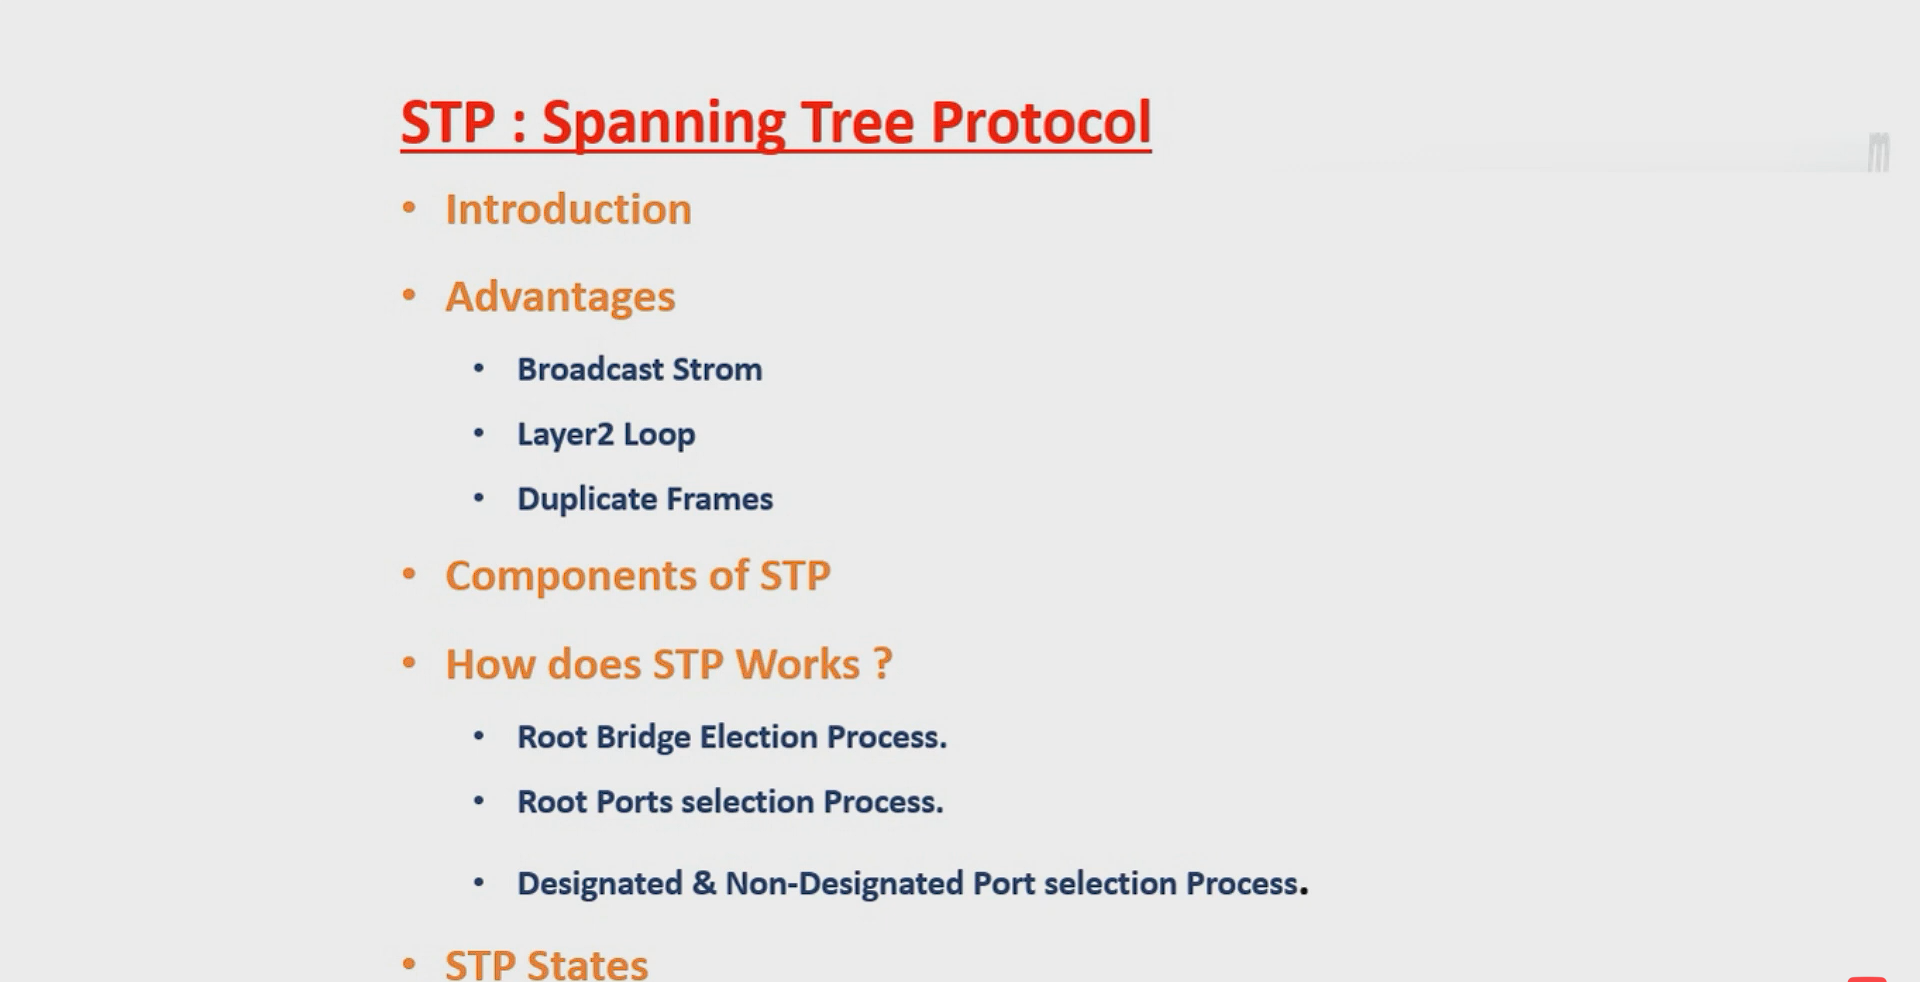 STP : Spanning Tree Protocol
• Introduction
• Advantages
• Broadcast Strom
• Layer2 Loop
• Duplicate Frames
• Components of STP
• How does STP Works ?
• Root Bridge Election Process.
• Root Ports selection Process.
• Designated & Non-Designated Port selection Process.
• STP States